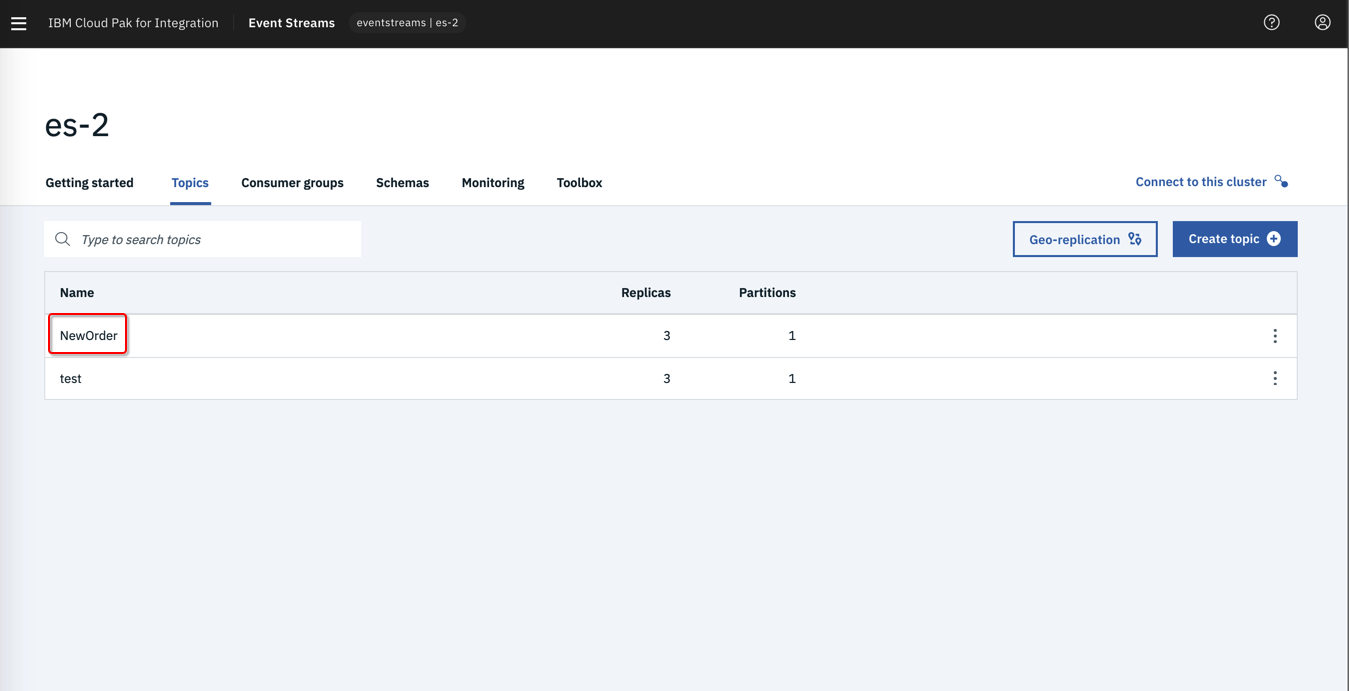 IBM Cloud Pak for Integration Event Streams eventstreams | es-2
es-2
Getting started Topics Consumer groups Schemas Monitoring Toolbox Connect to this cluster
Type to search topics Geo-replication Create topic
Name Replicas Partitions
NewOrder 3 1
test 3 1